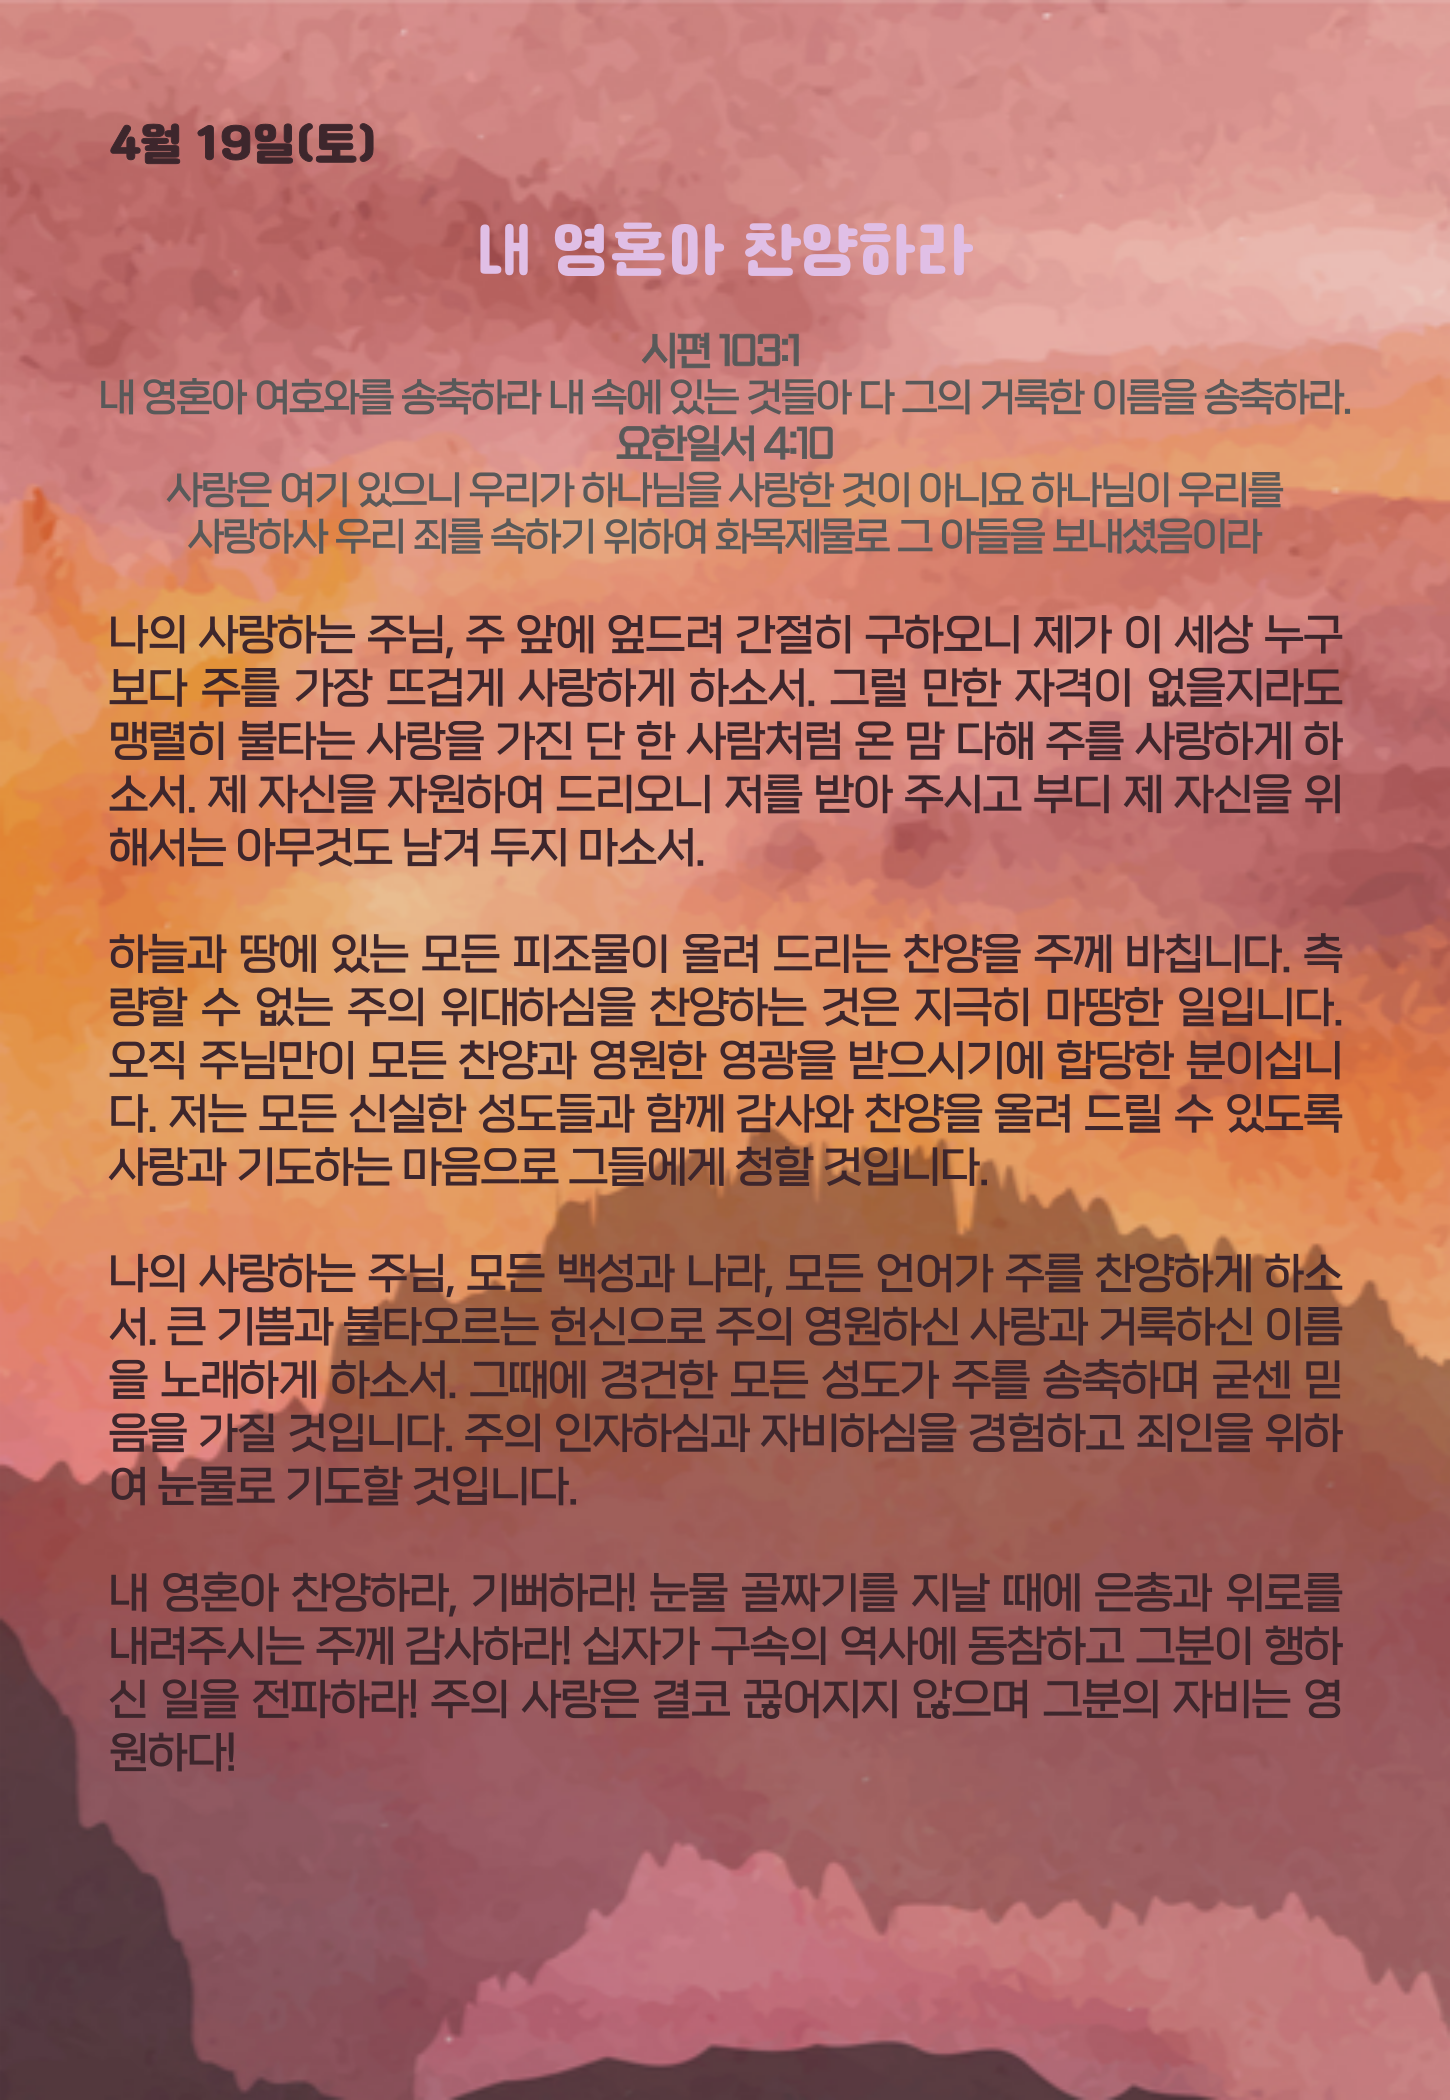 4월 19일(토)
내 영혼아 찬양하라
시편 103:1
내 영혼아 여호와를 송축하라 내 속에 있는 것들아 다 그의 거룩한 이름을 송축하라.
요한일서 4:10
사랑은 여기 있으니 우리가 하나님을 사랑한 것이 아니요 하나님이 우리를
사랑하사 우리 죄를 속하기 위하여 화목제물로 그 아들을 보내셨음이라
나의 사랑하는 주님, 주 앞에 엎드려 간절히 구하오니 제가 이 세상 누구
보다 주를 가장 뜨겁게 사랑하게 하소서. 그럴 만한 자격이 없을지라도
맹렬히 불타는 사랑을 가진 단 한 사람처럼 온 맘 다해 주를 사랑하게 하
소서. 제 자신을 자원하여 드리오니 저를 받아 주시고 부디 제 자신을 위
해서는 아무것도 남겨 두지 마소서.
하늘과 땅에 있는 모든 피조물이 올려 드리는 찬양을 주께 바칩니다. 측
량할 수 없는 주의 위대하심을 찬양하는 것은 지극히 마땅한 일입니다.
오직 주님만이 모든 찬양과 영원한 영광을 받으시기에 합당한 분이십니
다. 저는 모든 신실한 성도들과 함께 감사와 찬양을 올려 드릴 수 있도록
사랑과 기도하는 마음으로 그들에게 청할 것입니다.
나의 사랑하는 주님, 모든 백성과 나라, 모든 언어가 주를 찬양하게 하소
서. 큰 기쁨과 불타오르는 헌신으로 주의 영원하신 사랑과 거룩하신 이름
을 노래하게 하소서. 그때에 경건한 모든 성도가 주를 송축하며 굳센 믿
음을 가질 것입니다. 주의 인자하심과 자비하심을 경험하고 죄인을 위하
여 눈물로 기도할 것입니다.
내 영혼아 찬양하라, 기뻐하라! 눈물 골짜기를 지날 때에 은총과 위로를
내려주시는 주께 감사하라! 십자가 구속의 역사에 동참하고 그분이 행하
신 일을 전파하라! 주의 사랑은 결코 끊어지지 않으며 그분의 자비는 영
원하다!